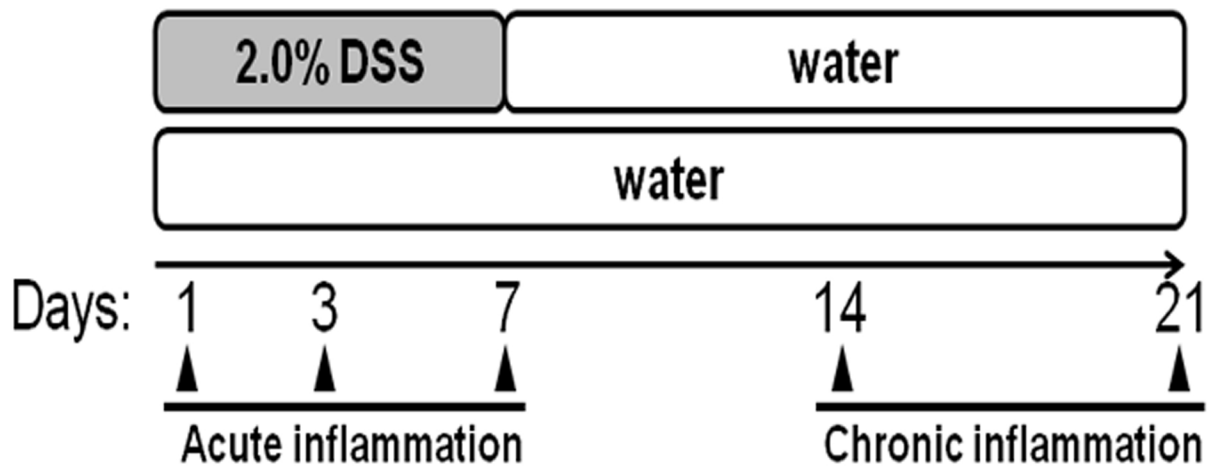 2.0% DSS water
water
Days: 1 3 7 14 21
Acute inflammation Chronic inflammation